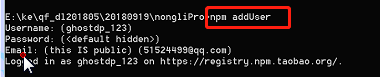 E:\ke\qf_dl201805\20180919\nongliPro>npm addUser
Username: (ghostdp_123)
Password: (<default hidden>)
Email: (this IS public) (51524499@qq.com)
Logged in as ghostdp_123 on https://registry.npm.taobao.org/.